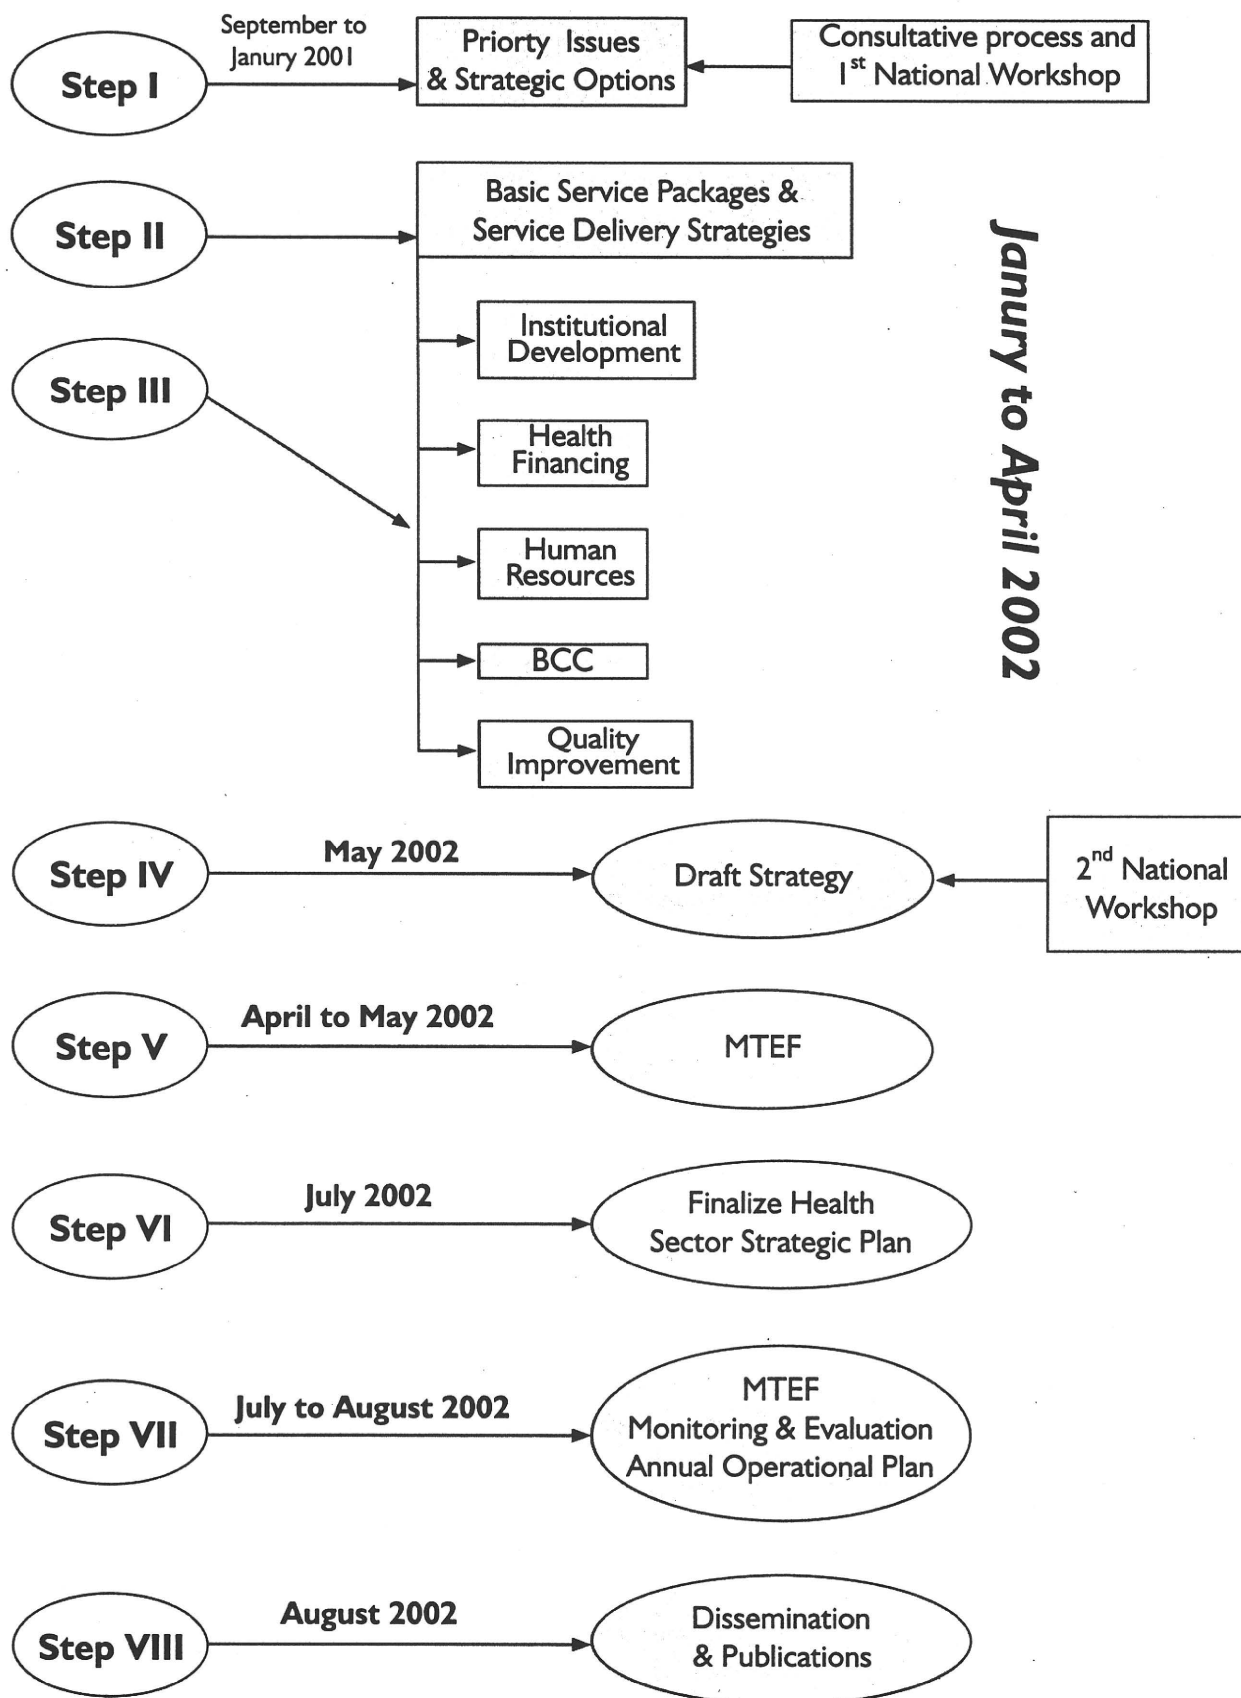 September to
Janury 2001
Step I
Priorty Issues
& Strategic Options
Consultative process and
1st National Workshop
Step II
Basic Service Packages &
Service Delivery Strategies
Janury to April 2002
Institutional
Development
Step III
Health
Financing
Human
Resources
BCC
Quality
Improvement
Step IV
May 2002
Draft Strategy
2nd National
Workshop
Step V
April to May 2002
MTEF
Step VI
July 2002
Finalize Health
Sector Strategic Plan
Step VII
July to August 2002
MTEF
Monitoring & Evaluation
Annual Operational Plan
Step VIII
August 2002
Dissemination
& Publications